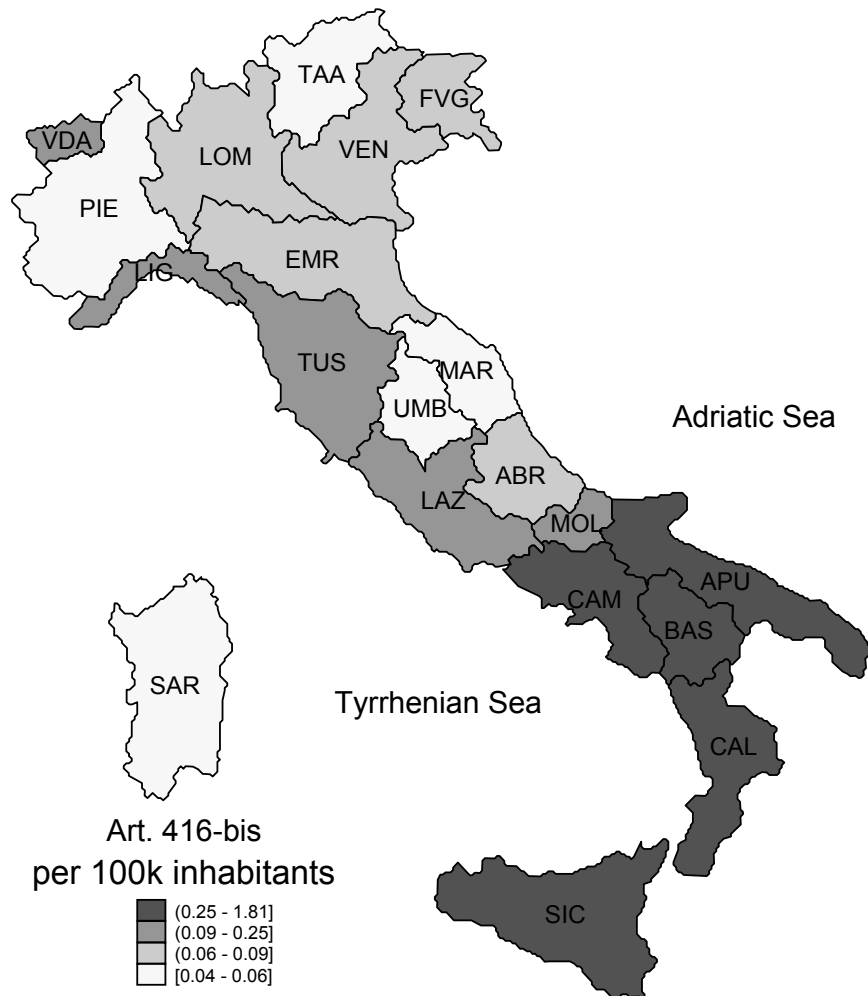 TAA
FVG
VDA
LOM
VEN
PIE
EMR
LIG
TUS
MAR
UMB
Adriatic Sea
ABR
LAZ
MOL
APU
CAM
BAS
SAR
Tyrrhenian Sea
CAL
Art. 416-bis
per 100k inhabitants
(0.25 - 1.81]
(0.09 - 0.25]
(0.06 - 0.09]
[0.04 - 0.06]
SIC